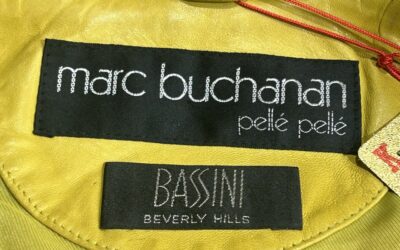 marc buchanan
pellé pellé
BASSINI
BEVERLY HILLS